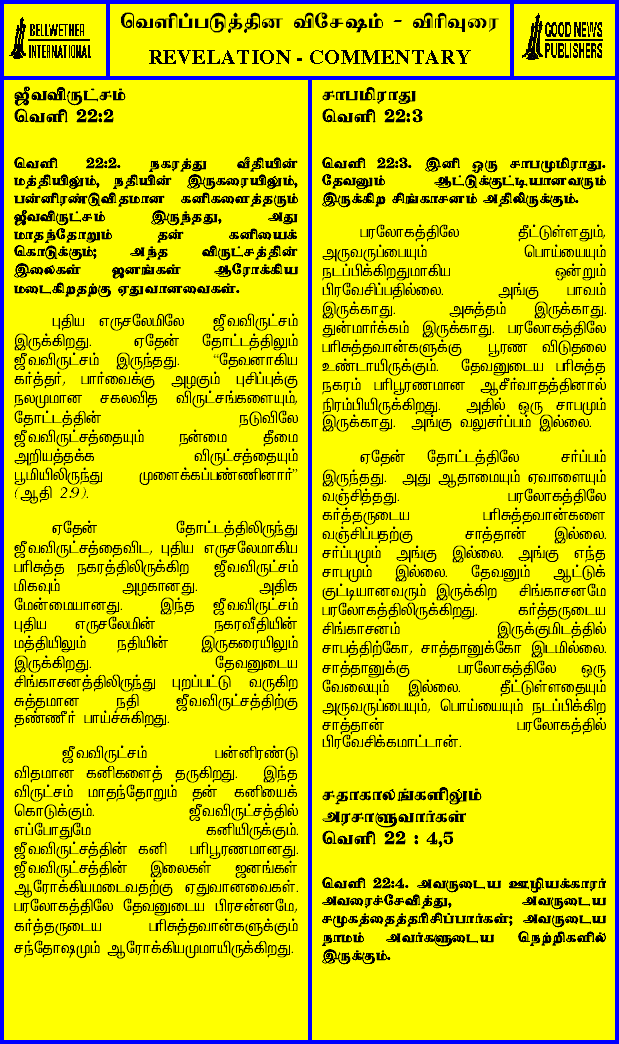 BELLWETHER
INTERNATIONAL
வெளிப்படுத்தின விசேஷம் - விரிவுரை
REVELATION - COMMENTARY
GOOD NEWS
PUBLISHERS
ஜீவவிருட்சம்
வெளி 22:2
வெளி 22:2. நகரத்து வீதியின்
மத்தியிலும், நதியின் இருகரையிலும்,
பன்னிரண்டுவிதமான கனிகளைத்தரும்
ஜீவவிருட்சம் இருந்தது, அது
மாதந்தோறும் தன் கனியைக்
கொடுக்கும்; அந்த விருட்சத்தின்
இலைகள் ஜனங்கள் ஆரோக்கிய
மடைகிறதற்கு ஏதுவானவைகள்.
புதிய எருசலேமிலே ஜீவவிருட்சம்
இருக்கிறது. ஏதேன் தோட்டத்திலும்
ஜீவவிருட்சம் இருந்தது. "தேவனாகிய
கர்த்தர், பார்வைக்கு அழகும் புசிப்புக்கு
நலமுமான சகலவித விருட்சங்களையும்,
தோட்டத்தின் நடுவிலே
ஜீவவிருட்சத்தையும் நன்மை தீமை
அறியத்தக்க விருட்சத்தையும்
பூமியிலிருந்து முளைக்கப்பண்ணினார்"
(ஆதி 2:9).
ஏதேன் தோட்டத்திலிருந்து
ஜீவவிருட்சத்தைவிட, புதிய எருசலேமாகிய
பரிசுத்த நகரத்திலிருக்கிற ஜீவவிருட்சம்
மிகவும் அழகானது. அதிக
மேன்மையானது. இந்த ஜீவவிருட்சம்
புதிய எருசலேமின் நகரவீதியின்
மத்தியிலும் நதியின் இருகரையிலும்
இருக்கிறது. தேவனுடைய
சிங்காசனத்திலிருந்து புறப்பட்டு வருகிற
சுத்தமான நதி ஜீவவிருட்சத்திற்கு
தண்ணீர் பாய்ச்சுகிறது.
ஜீவவிருட்சம் பன்னிரண்டு
விதமான கனிகளைத் தருகிறது. இந்த
விருட்சம் மாதந்தோறும் தன் கனியைக்
கொடுக்கும். ஜீவவிருட்சத்தில்
எப்போதுமே கனியிருக்கும்.
ஜீவவிருட்சத்தின் கனி பரிபூரணமானது.
ஜீவவிருட்சத்தின் இலைகள் ஜனங்கள்
ஆரோக்கியமடைவதற்கு ஏதுவானவைகள்.
பரலோகத்திலே தேவனுடைய பிரசன்னமே,
கர்த்தருடைய பரிசுத்தவான்களுக்கும்
சந்தோஷமும் ஆரோக்கியமுமாயிருக்கிறது.
சாபமிராது
வெளி 22:3
வெளி 22:3. இனி ஒரு சாபமுமிராது.
தேவனும் ஆட்டுக்குட்டியானவரும்
இருக்கிற சிங்காசனம் அதிலிருக்கும்.
பரலோகத்திலே தீட்டுள்ளதும்,
அருவருப்பையும் பொய்யையும்
நடப்பிக்கிறதுமாகிய ஒன்றும்
பிரவேசிப்பதில்லை. அங்கு பாவம்
இருக்காது. அசுத்தம் இருக்காது.
துன்மார்க்கம் இருக்காது. பரலோகத்திலே
பரிசுத்தவான்களுக்கு பூரண விடுதலை
உண்டாயிருக்கும். தேவனுடைய பரிசுத்த
நகரம் பரிபூரணமான ஆசீர்வாதத்தினால்
நிரம்பியிருக்கிறது. அதில் ஒரு சாபமும்
இருக்காது. அங்கு வலுசர்ப்பம் இல்லை.
ஏதேன் தோட்டத்திலே சர்ப்பம்
இருந்தது. அது ஆதாமையும் ஏவாளையும்
வஞ்சித்தது. பரலோகத்திலே
கர்த்தருடைய பரிசுத்தவான்களை
வஞ்சிப்பதற்கு சாத்தான் இல்லை.
சர்ப்பமும் அங்கு இல்லை. அங்கு எந்த
சாபமும் இல்லை. தேவனும் ஆட்டுக்
குட்டியானவரும் இருக்கிற சிங்காசனமே
பரலோகத்திலிருக்கிறது. கர்த்தருடைய
சிங்காசனம் இருக்குமிடத்தில்
சாபத்திற்கோ, சாத்தானுக்கோ இடமில்லை.
சாத்தானுக்கு பரலோகத்திலே ஒரு
வேலையும் இல்லை. தீட்டுள்ளதையும்
அருவருப்பையும், பொய்யையும் நடப்பிக்கிற
சாத்தான் பரலோகத்தில்
பிரவேசிக்கமாட்டான்.
சதாகாலங்களிலும்
அரசாளுவார்கள்
வெளி 22 : 4,5
வெளி 22:4. அவருடைய ஊழியக்காரர்
அவரைச்சேவித்து, அவருடைய
சமுகத்தைத்தரிசிப்பார்கள்; அவருடைய
நாமம் அவர்களுடைய நெற்றிகளில்
இருக்கும்.